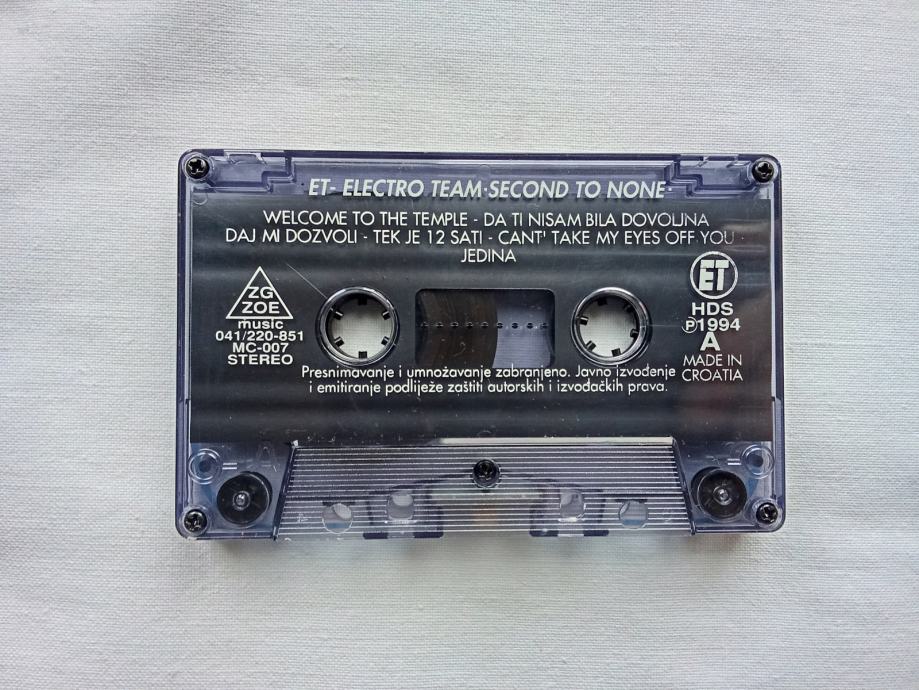 ET- ELECTRO TEAM·SECOND TO NONE·
WELCOME TO THE TEMPLE - DA TI NISAM BILA DOVOLJNA
DAJ MI DOZVOLI - TEK JE 12 SATI - CANT' TAKE MY EYES OFF YOU
JEDINA
ZG
ZOE
music
041/220-851
MC-007
STEREO
ET
HDS
℗1994
A
MADE IN
CROATIA
Presnimavanje i umnožavanje zabranjeno. Javno izvođenje
i emitiranje podliježe zaštiti autorskih i izvođačkih prava.
A